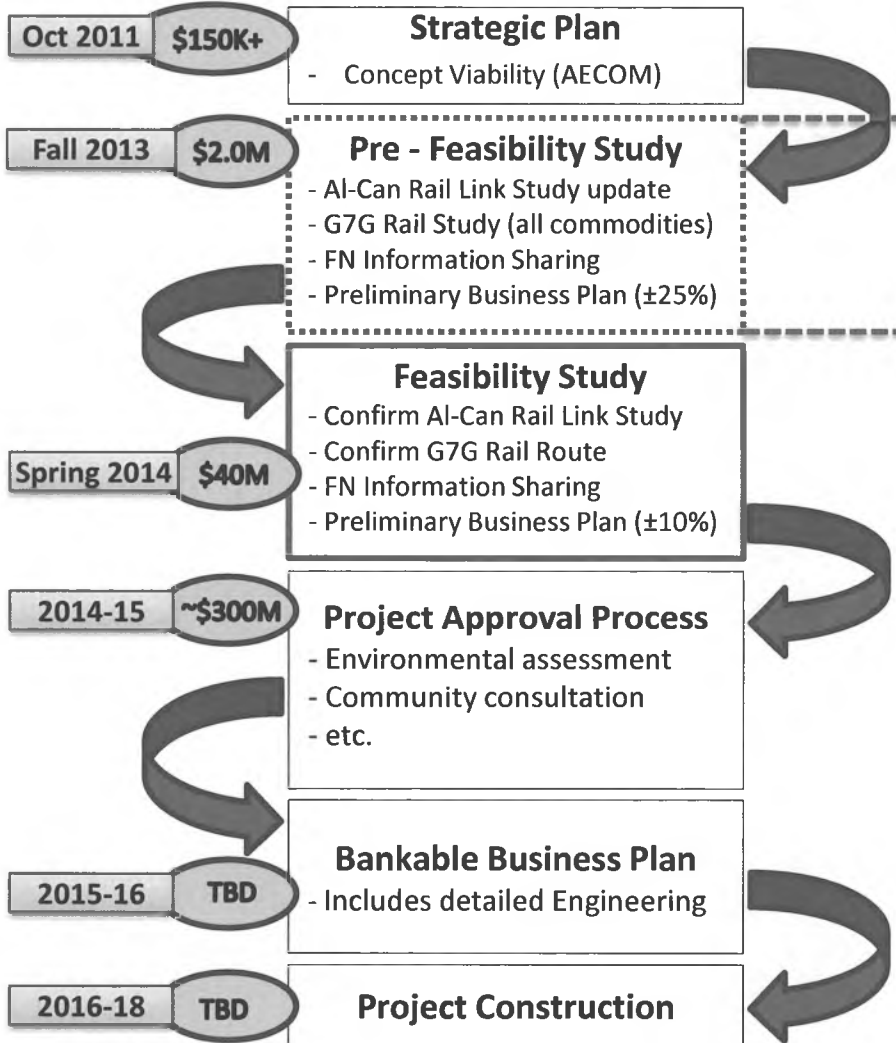 Oct 2011
$150K+
Strategic Plan
- Concept Viability (AECOM)
Fall 2013
$2.0M
Pre - Feasibility Study
- Al-Can Rail Link Study update
- G7G Rail Study (all commodities)
- FN Information Sharing
- Preliminary Business Plan (±25%)
Feasibility Study
- Confirm Al-Can Rail Link Study
- Confirm G7G Rail Route
Spring 2014
$40M
- FN Information Sharing
- Preliminary Business Plan (±10%)
...
2014-15
~$300M
Project Approval Process
- Environmental assessment
- Community consultation
- etc.
Bankable Business Plan
2015-16
TBD
- Includes detailed Engineering
2016-18
TBD
Project Construction